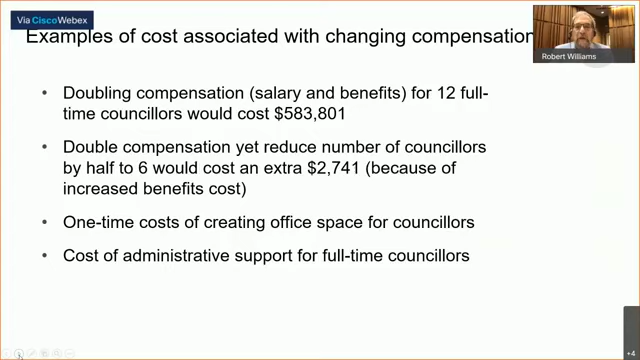 Via Cisco Webex
Examples of cost associated with changing compensation
Robert Williams
• Doubling compensation (salary and benefits) for 12 full-
time councillors would cost $583,801
• Double compensation yet reduce number of councillors
by half to 6 would cost an extra $2,741 (because of
increased benefits cost)
• One-time costs of creating office space for councillors
• Cost of administrative support for full-time councillors
+4